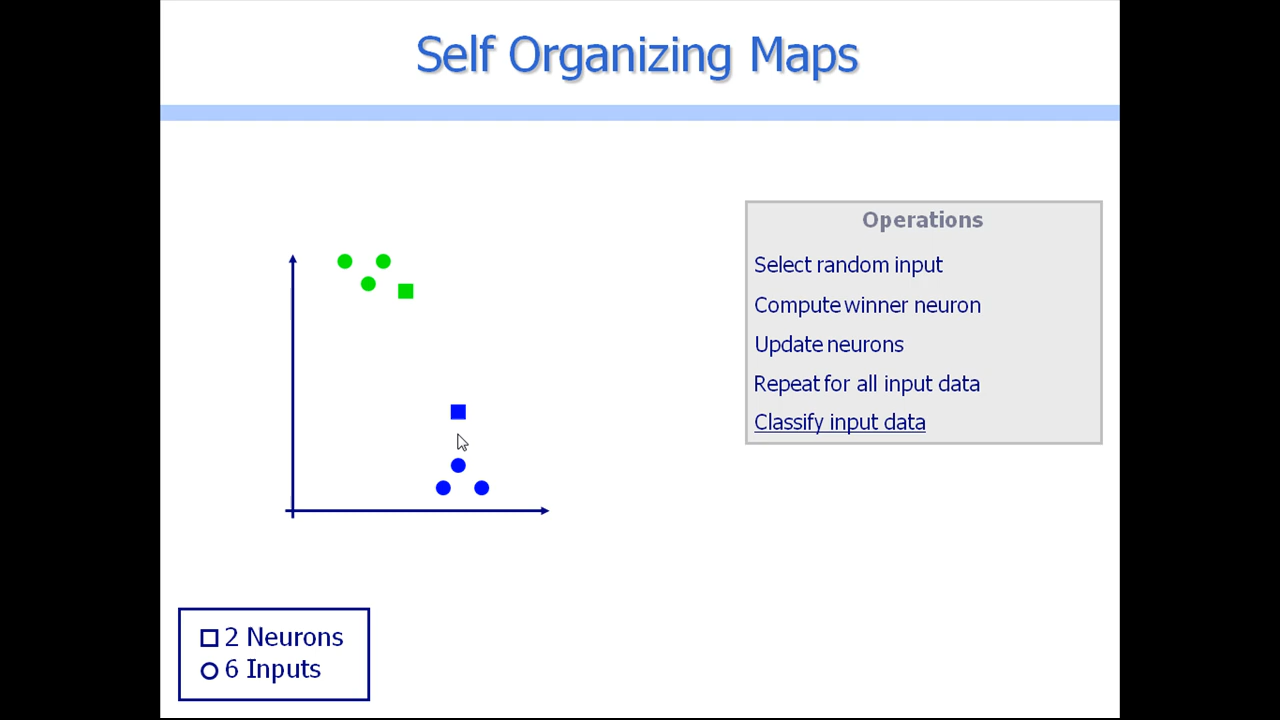 Self Organizing Maps
Operations
Select random input
Compute winner neuron
Update neurons
Repeat for all input data
Classify input data
2 Neurons
6 Inputs